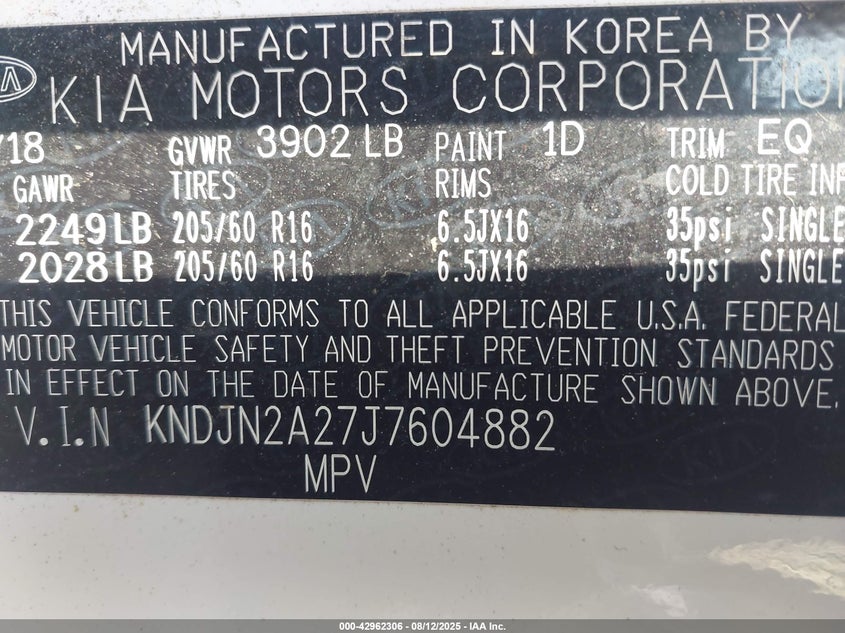 MANUFACTURED IN KOREA BY
KIA MOTORS CORPORATION
/18 GVWR 3902 LB PAINT 1D TRIM EQ
GAWR TIRES RIMS COLD TIRE INF
2249 LB 205/60 R16 6.5JX16 35psi SINGLE
2028 LB 205/60 R16 6.5JX16 35psi SINGLE
THIS VEHICLE CONFORMS TO ALL APPLICABLE U.S.A. FEDERAL
MOTOR VEHICLE SAFETY AND THEFT PREVENTION STANDARDS
IN EFFECT ON THE DATE OF MANUFACTURE SHOWN ABOVE.
V.I.N KNDJN2A27J7604882
MPV
000-42962306 - 08/12/2025 - IAA Inc.